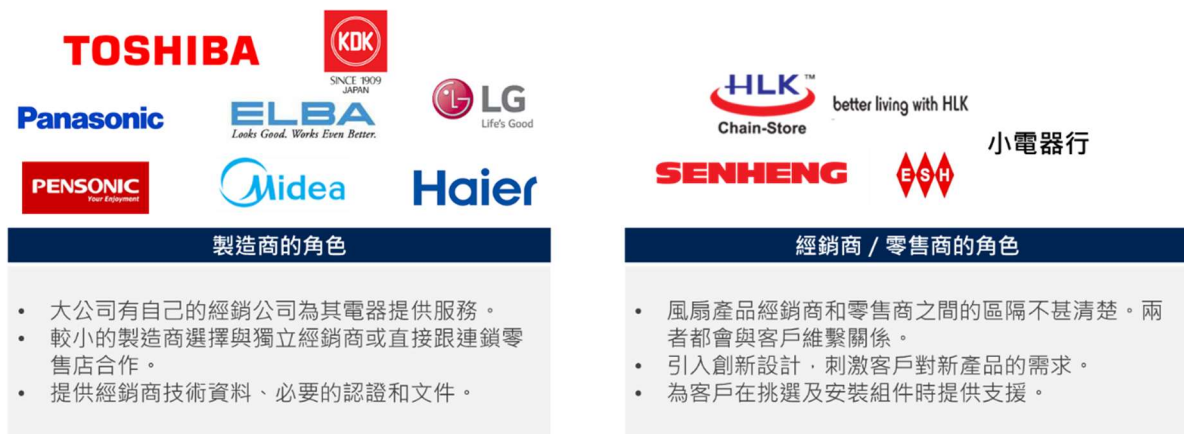 TOSHIBA
KDK
SINCE 1909
JAPAN
Panasonic
ELBA
Looks Good. Works Even Better.
LG
Life's Good
PENSONIC
Your Enjoyment
Midea
Haier
製造商的角色
• 大公司有自己的經銷公司為其電器提供服務。
• 較小的製造商選擇與獨立經銷商或直接跟連鎖零
售店合作。
• 提供經銷商技術資料、必要的認證和文件。
HLK™
Chain-Store
better living with HLK
小電器行
SENHENG
ESH
經銷商 / 零售商的角色
• 風扇產品經銷商和零售商之間的區隔不甚清楚。兩
者都會與客戶維繫關係。
• 引入創新設計，刺激客戶對新產品的需求。
• 為客戶在挑選及安裝組件時提供支援。